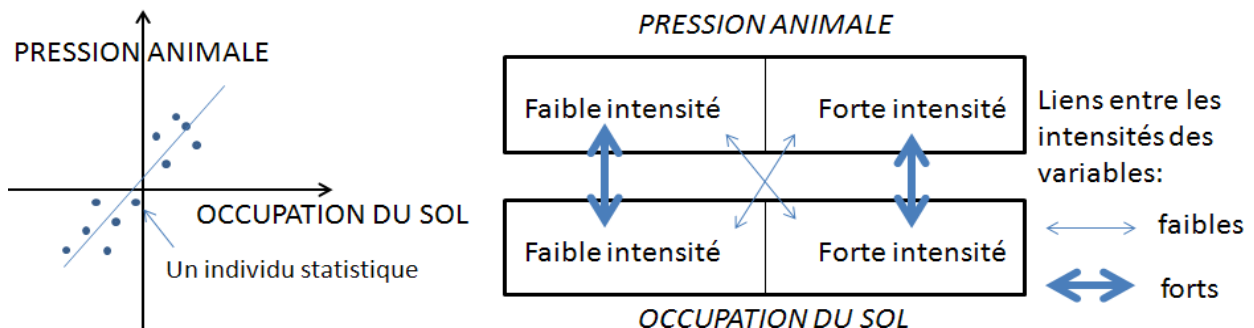 PRESSION ANIMALE
OCCUPATION DU SOL
Un individu statistique
PRESSION ANIMALE
Faible intensité
Forte intensité
Faible intensité
Forte intensité
OCCUPATION DU SOL
Liens entre les
intensités des
variables:
faibles
forts